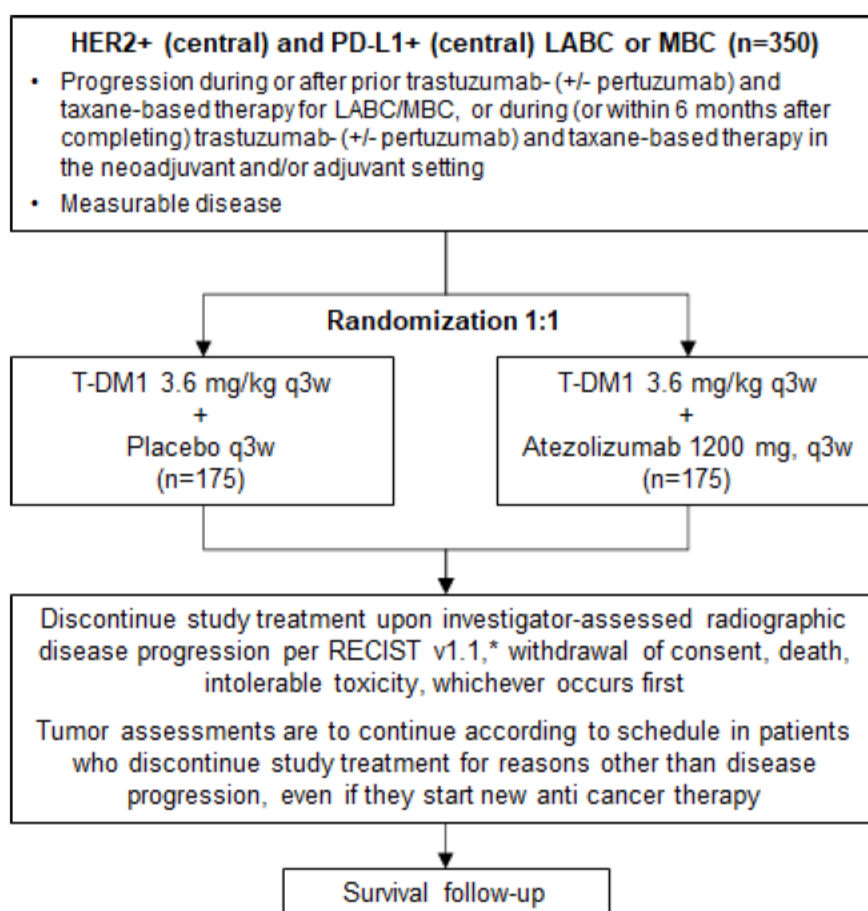 HER2+ (central) and PD-L1+ (central) LABC or MBC (n=350)
• Progression during or after prior trastuzumab- (+/- pertuzumab) and
taxane-based therapy for LABC/MBC, or during (or within 6 months after
completing) trastuzumab- (+/- pertuzumab) and taxane-based therapy in
the neoadjuvant and/or adjuvant setting
• Measurable disease
Randomization 1:1
T-DM1 3.6 mg/kg q3w
+
Placebo q3w
(n=175)
T-DM1 3.6 mg/kg q3w
+
Atezolizumab 1200 mg, q3w
(n=175)
Discontinue study treatment upon investigator-assessed radiographic
disease progression per RECIST v1.1,* withdrawal of consent, death,
intolerable toxicity, whichever occurs first
Tumor assessments are to continue according to schedule in patients
who discontinue study treatment for reasons other than disease
progression, even if they start new anti cancer therapy
Survival follow-up